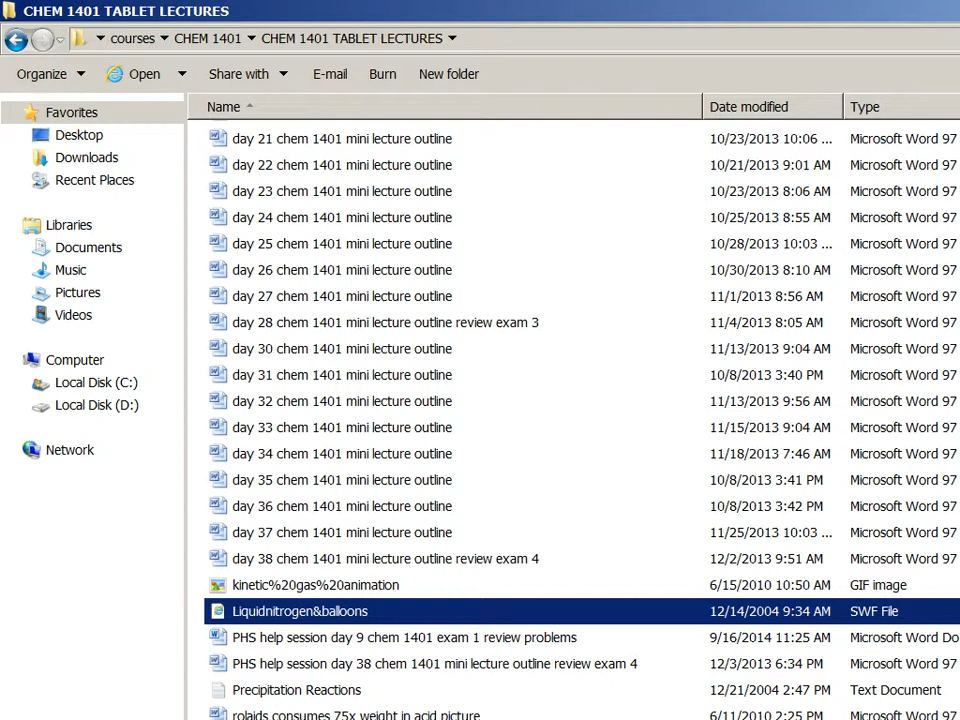 CHEM 1401 TABLET LECTURES
courses CHEM 1401 CHEM 1401 TABLET LECTURES
Organize Open Share with E-mail Burn New folder
Favorites
Desktop
Downloads
Recent Places
Libraries
Documents
Music
Pictures
Videos
Computer
Local Disk (C:)
Local Disk (D:)
Network
Name Date modified Type
day 21 chem 1401 mini lecture outline 10/23/2013 10:06 ... Microsoft Word 97
day 22 chem 1401 mini lecture outline 10/21/2013 9:01 AM Microsoft Word 97
day 23 chem 1401 mini lecture outline 10/23/2013 8:06 AM Microsoft Word 97
day 24 chem 1401 mini lecture outline 10/25/2013 8:55 AM Microsoft Word 97
day 25 chem 1401 mini lecture outline 10/28/2013 10:03 ... Microsoft Word 97
day 26 chem 1401 mini lecture outline 10/30/2013 8:10 AM Microsoft Word 97
day 27 chem 1401 mini lecture outline 11/1/2013 8:56 AM Microsoft Word 97
day 28 chem 1401 mini lecture outline review exam 3 11/4/2013 8:05 AM Microsoft Word 97
day 30 chem 1401 mini lecture outline 11/13/2013 9:04 AM Microsoft Word 97
day 31 chem 1401 mini lecture outline 10/8/2013 3:40 PM Microsoft Word 97
day 32 chem 1401 mini lecture outline 11/13/2013 9:56 AM Microsoft Word 97
day 33 chem 1401 mini lecture outline 11/15/2013 9:04 AM Microsoft Word 97
day 34 chem 1401 mini lecture outline 11/18/2013 7:46 AM Microsoft Word 97
day 35 chem 1401 mini lecture outline 10/8/2013 3:41 PM Microsoft Word 97
day 36 chem 1401 mini lecture outline 10/8/2013 3:42 PM Microsoft Word 97
day 37 chem 1401 mini lecture outline 11/25/2013 10:03 ... Microsoft Word 97
day 38 chem 1401 mini lecture outline review exam 4 12/2/2013 9:51 AM Microsoft Word 97
kinetic%20gas%20animation 6/15/2010 10:50 AM GIF image
Liquidnitrogen&balloons 12/14/2004 9:34 AM SWF File
PHS help session day 9 chem 1401 exam 1 review problems 9/16/2014 11:25 AM Microsoft Word Do
PHS help session day 38 chem 1401 mini lecture outline review exam 4 12/3/2013 6:34 PM Microsoft Word 97
Precipitation Reactions 12/21/2004 2:47 PM Text Document
rolaids consumes 75x weight in acid picture 6/11/2010 2:25 PM Microsoft Word 97